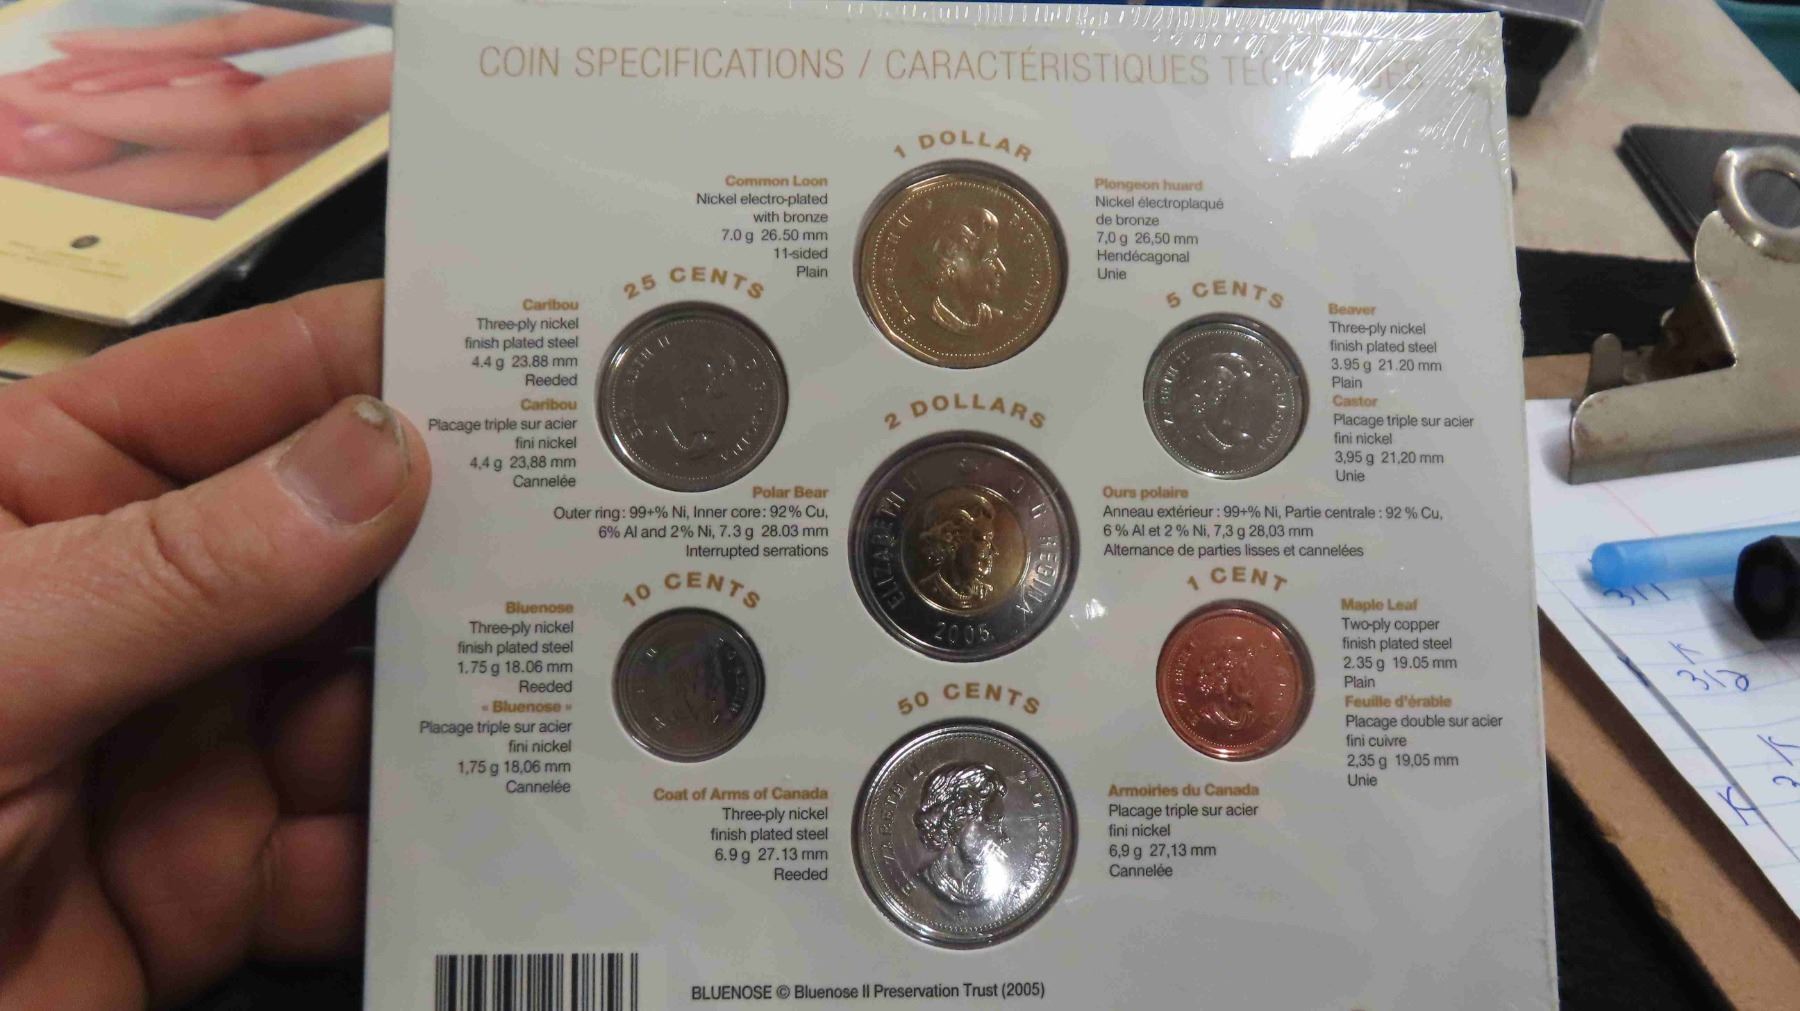 COIN SPECIFICATIONS / CARACTÉRISTIQUES
1 DOLLAR
Common Loon
Nickel electro-plated
with bronze
7.0 g 26.50 mm
11-sided
Plain
Plongeon huard
Nickel électroplaqué
de bronze
7,0 g 26,50 mm
Hendécagonal
Unie
25 CENTS
Caribou
Three-ply nickel
finish plated steel
4.4 g 23.88 mm
Reeded
Caribou
Placage triple sur acier
fini nickel
4,4 g 23,88 mm
Cannelée
5 CENTS
Beaver
Three-ply nickel
finish plated steel
3.95 g 21.20 mm
Plain
Castor
Placage triple sur acier
fini nickel
3,95 g 21,20 mm
Unie
2 DOLLARS
ELIZABETH II D·G·REGINA
2005
Polar Bear
Outer ring: 99+% Ni, Inner core: 92 % Cu,
6% Al and 2% Ni, 7.3 g 28.03 mm
Interrupted serrations
Ours polaire
Anneau extérieur : 99+% Ni, Partie centrale : 92 % Cu,
6 % Al et 2 % Ni, 7,3 g 28,03 mm
Alternance de parties lisses et cannelées
10 CENTS
Bluenose
Three-ply nickel
finish plated steel
1.75 g 18.06 mm
Reeded
« Bluenose »
Placage triple sur acier
fini nickel
1,75 g 18,06 mm
Cannelée
1 CENT
Maple Leaf
Two-ply copper
finish plated steel
2.35 g 19.05 mm
Plain
Feuille d'érable
Placage double sur acier
fini cuivre
2,35 g 19,05 mm
Unie
50 CENTS
Coat of Arms of Canada
Three-ply nickel
finish plated steel
6.9 g 27.13 mm
Reeded
Armoiries du Canada
Placage triple sur acier
fini nickel
6,9 g 27,13 mm
Cannelée
BLUENOSE © Bluenose II Preservation Trust (2005)
311
K
312
K
K